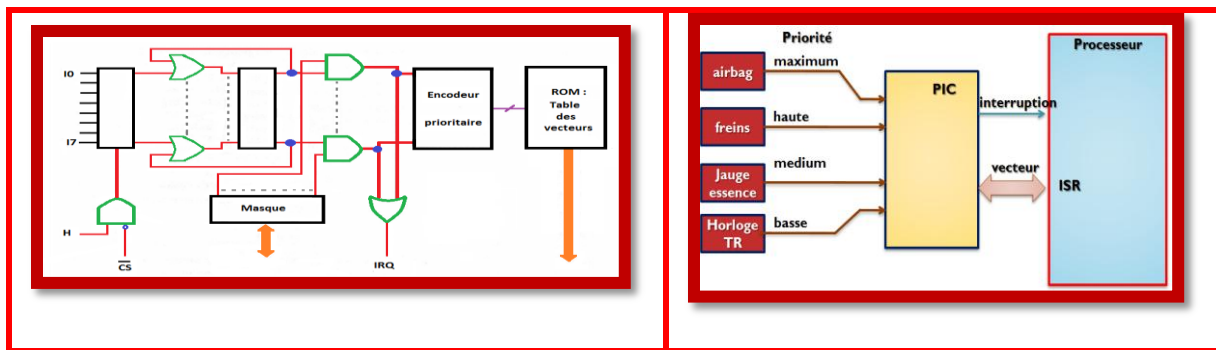 I0
I7
H
CS
Masque
IRQ
Encodeur
prioritaire
ROM :
Table
des
vecteurs
Priorité
airbag
maximum
freins
haute
Jauge
essence
medium
Horloge
TR
basse
PIC
interruption
vecteur
Processeur
ISR